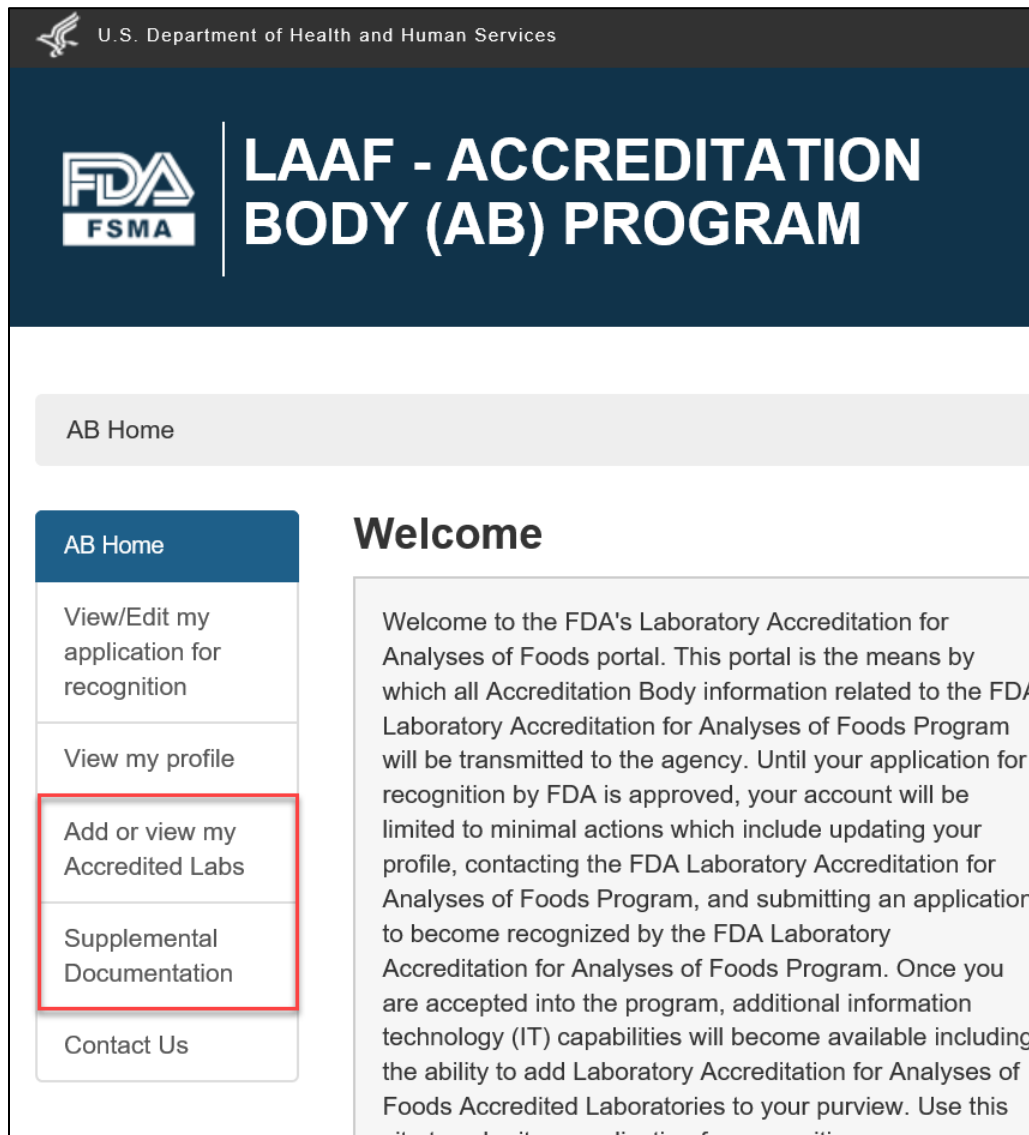 U.S. Department of Health and Human Services
FDA
FSMA
LAAF - ACCREDITATION
BODY (AB) PROGRAM
AB Home
AB Home
View/Edit my
application for
recognition
View my profile
Add or view my
Accredited Labs
Supplemental
Documentation
Contact Us
Welcome
Welcome to the FDA's Laboratory Accreditation for
Analyses of Foods portal. This portal is the means by
which all Accreditation Body information related to the FDA
Laboratory Accreditation for Analyses of Foods Program
will be transmitted to the agency. Until your application for
recognition by FDA is approved, your account will be
limited to minimal actions which include updating your
profile, contacting the FDA Laboratory Accreditation for
Analyses of Foods Program, and submitting an application
to become recognized by the FDA Laboratory
Accreditation for Analyses of Foods Program. Once you
are accepted into the program, additional information
technology (IT) capabilities will become available including
the ability to add Laboratory Accreditation for Analyses of
Foods Accredited Laboratories to your purview. Use this